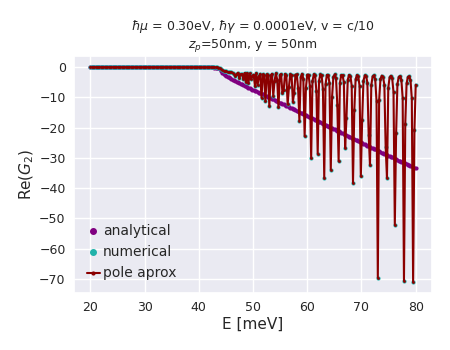 ħμ = 0.30eV, ħγ = 0.0001eV, v = c/10
z_p=50nm, y = 50nm
0
−10
−20
−30
−40
−50
−60
−70
Re(G₂)
analytical
numerical
pole aprox
20
30
40
50
60
70
80
E [meV]